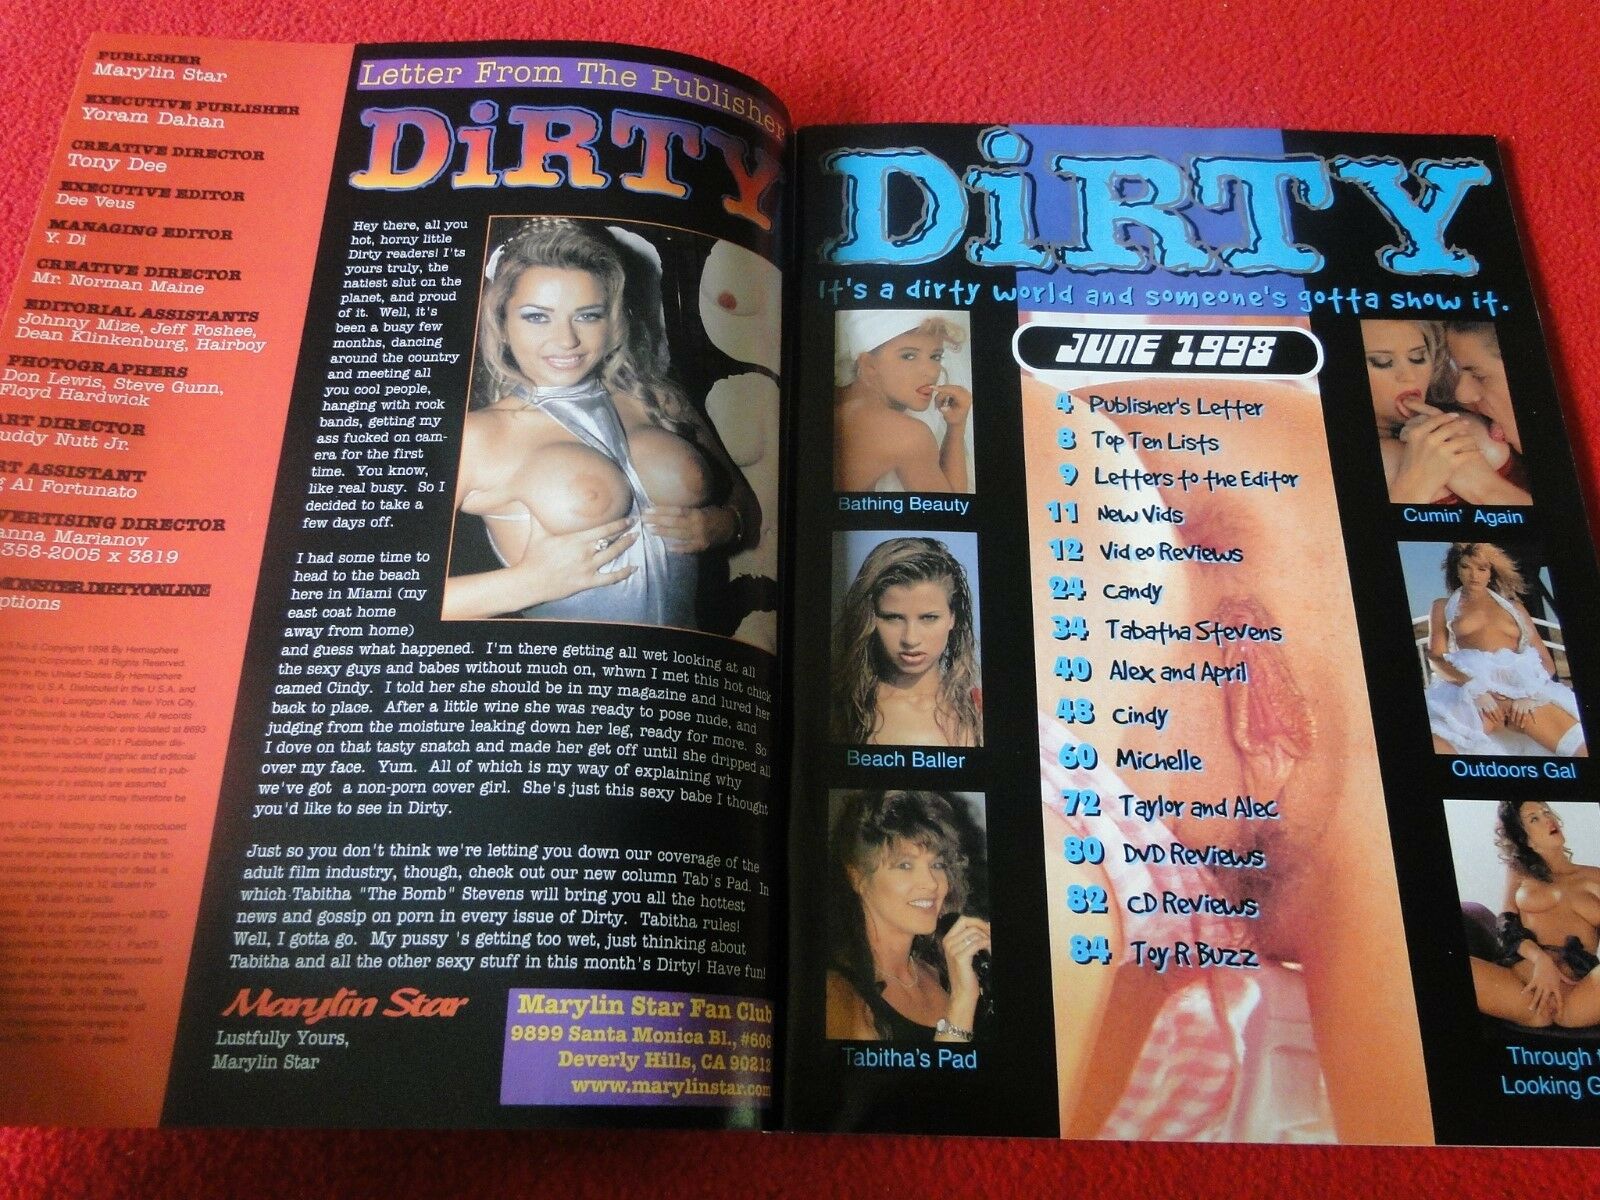 PUBLISHER
Marylin Star
EXECUTIVE PUBLISHER
Yoram Dahan
CREATIVE DIRECTOR
Tony Dee
EXECUTIVE EDITOR
Dee Veus
MANAGING EDITOR
Y. Di
CREATIVE DIRECTOR
Mr. Norman Maine
EDITORIAL ASSISTANTS
Johnny Mize, Jeff Foshee,
Dean Klinkenburg, Hairboy
PHOTOGRAPHERS
Don Lewis, Steve Gunn,
Floyd Hardwick
ART DIRECTOR
uddy Nutt Jr.
RT ASSISTANT
Al Fortunato
VERTISING DIRECTOR
anna Marianov
-358-2005 x 3819
MONSTER DIRTYONLINE
ptions
Letter From The Publisher
DiRTY
Hey there, all you
hot, horny little
Dirty readers! I'ts
yours truly, the
natiest slut on the
planet, and proud
of it. Well, it's
been a busy few
months, dancing
around the country
and meeting all
you cool people,
hanging with rock
bands, getting my
ass fucked on cam-
era for the first
time. You know,
like real busy. So I
decided to take a
few days off.
I had some time to
head to the beach
here in Miami (my
east coat home
away from home)
and guess what happened. I'm there getting all wet looking at all
the sexy guys and babes without much on, whwn I met this hot chick
camed Cindy. I told her she should be in my magazine and lured her
back to place. After a little wine she was ready to pose nude, and
judging from the moisture leaking down her leg, ready for more. So
I dove on that tasty snatch and made her get off until she dripped all
over my face. Yum. All of which is my way of explaining why
we've got a non-porn cover girl. She's just this sexy babe I thought
you'd like to see in Dirty.
Just so you don't think we're letting you down our coverage of the
adult film industry, though, check out our new column Tab's Pad. In
which Tabitha "The Bomb" Stevens will bring you all the hottest
news and gossip on porn in every issue of Dirty. Tabitha rules!
Well, I gotta go. My pussy 's getting too wet, just thinking about
Tabitha and all the other sexy stuff in this month's Dirty! Have fun!
Marylin Star
Lustfully Yours,
Marylin Star
Marylin Star Fan Club
9899 Santa Monica Bl., #606
Deverly Hills, CA 90212
www.marylinstar.com
DiRTY
It's a dirty world and someone's gotta show it.
JUNE 1998
4 Publisher's Letter
8 Top Ten Lists
9 Letters to the Editor
11 New Vids
12 Video Reviews
24 Candy
34 Tabatha Stevens
40 Alex and April
48 Cindy
60 Michelle
72 Taylor and Alec
80 DVD Reviews
82 CD Reviews
84 Toy R Buzz
Bathing Beauty
Beach Baller
Tabitha's Pad
Cumin' Again
Outdoors Gal
Through
Looking G